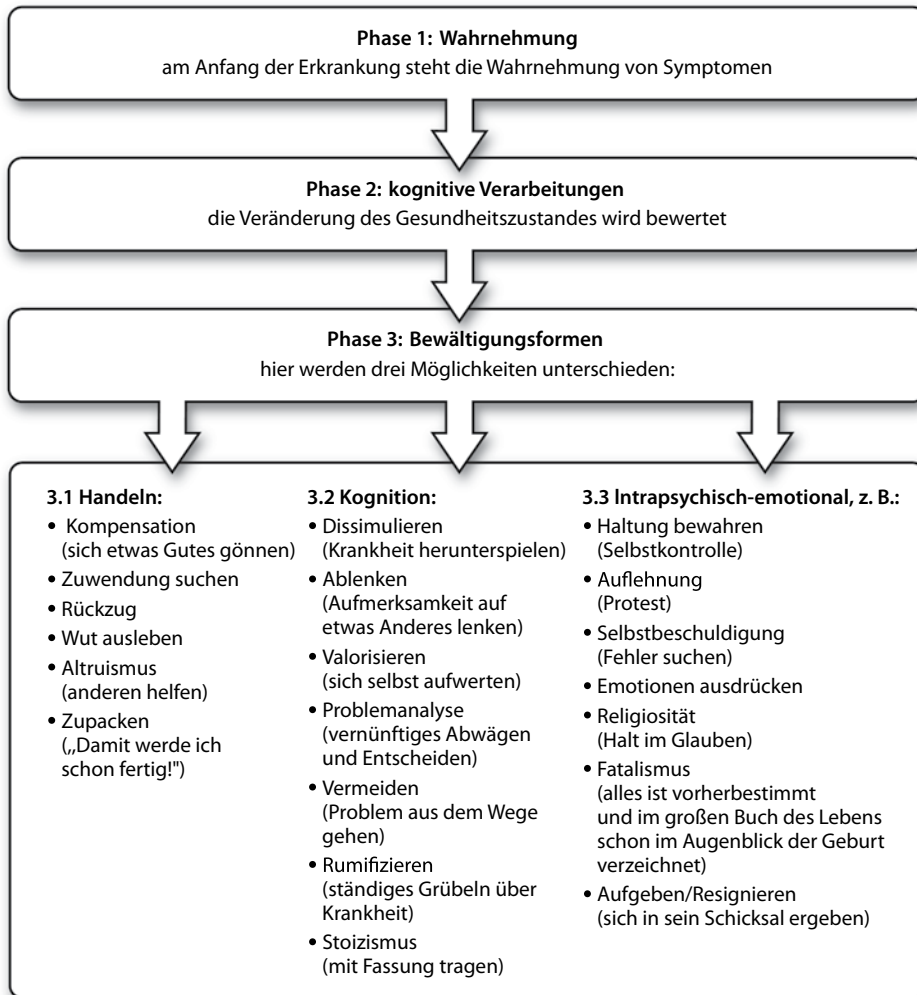 Phase 1: Wahrnehmung
am Anfang der Erkrankung steht die Wahrnehmung von Symptomen
Phase 2: kognitive Verarbeitungen
die Veränderung des Gesundheitszustandes wird bewertet
Phase 3: Bewältigungsformen
hier werden drei Möglichkeiten unterschieden:
3.1 Handeln:
• Kompensation
(sich etwas Gutes gönnen)
• Zuwendung suchen
• Rückzug
• Wut ausleben
• Altruismus
(anderen helfen)
• Zupacken
(„Damit werde ich
schon fertig!")
3.2 Kognition:
• Dissimulieren
(Krankheit herunterspielen)
• Ablenken
(Aufmerksamkeit auf
etwas Anderes lenken)
• Valorisieren
(sich selbst aufwerten)
• Problemanalyse
(vernünftiges Abwägen
und Entscheiden)
• Vermeiden
(Problem aus dem Wege
gehen)
• Rumifizieren
(ständiges Grübeln über
Krankheit)
• Stoizismus
(mit Fassung tragen)
3.3 Intrapsychisch-emotional, z. B.:
• Haltung bewahren
(Selbstkontrolle)
• Auflehnung
(Protest)
• Selbstbeschuldigung
(Fehler suchen)
• Emotionen ausdrücken
• Religiosität
(Halt im Glauben)
• Fatalismus
(alles ist vorherbestimmt
und im großen Buch des Lebens
schon im Augenblick der Geburt
verzeichnet)
• Aufgeben/Resignieren
(sich in sein Schicksal ergeben)